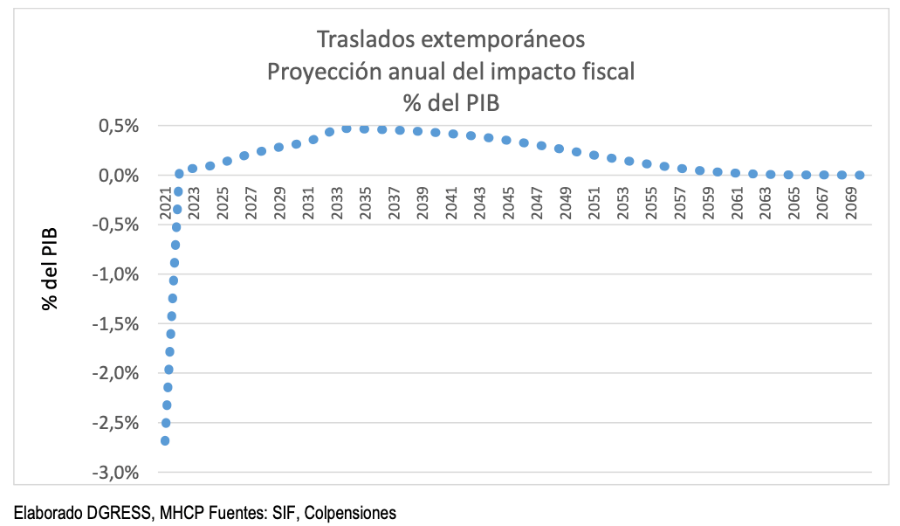 Traslados extemporáneos
Proyección anual del impacto fiscal
% del PIB
0,5%
0,0%
-0,5%
-1,0%
-1,5%
-2,0%
-2,5%
-3,0%
% del PIB
2021 2023 2025 2027 2029 2031 2033 2035 2037 2039 2041 2043 2045 2047 2049 2051 2053 2055 2057 2059 2061 2063 2065 2067 2069
Elaborado DGRESS, MHCP Fuentes: SIF, Colpensiones